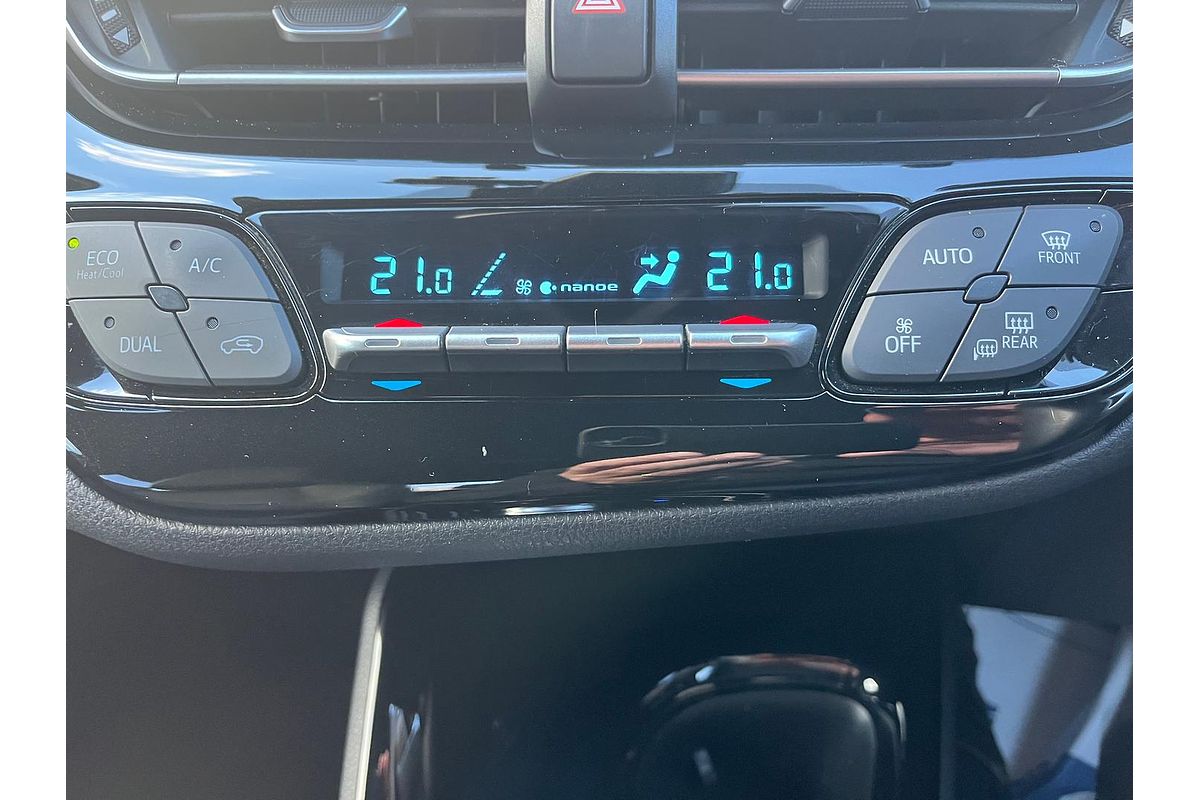 ECO
Heat/Cool
A/C
DUAL
21.0
nanoe
21.0
AUTO
FRONT
OFF
REAR